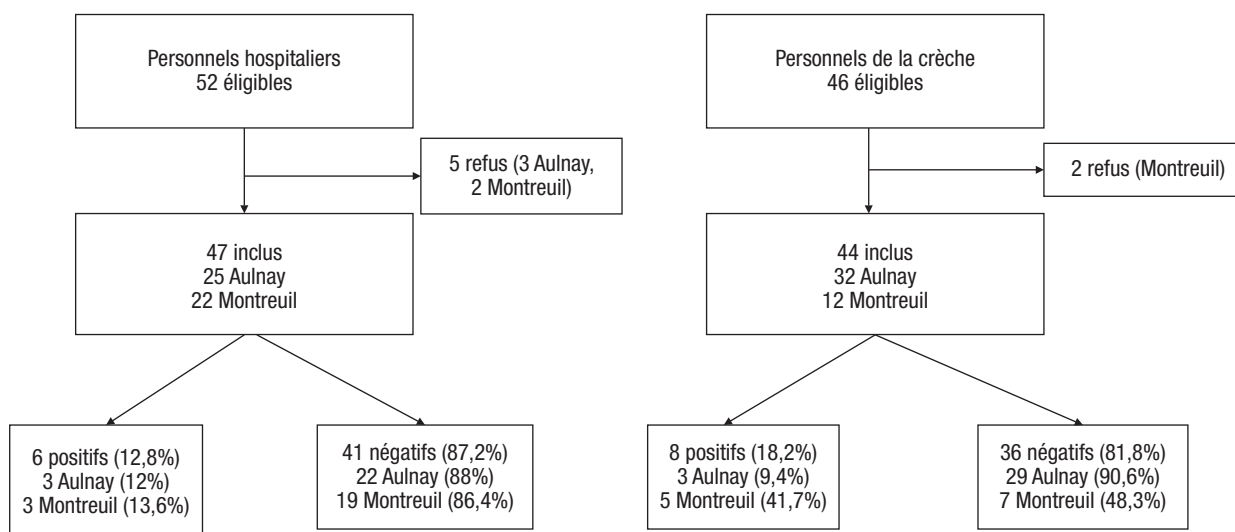 Personnels hospitaliers
52 éligibles
5 refus (3 Aulnay,
2 Montreuil)
47 inclus
25 Aulnay
22 Montreuil
6 positifs (12,8%)
3 Aulnay (12%)
3 Montreuil (13,6%)
41 négatifs (87,2%)
22 Aulnay (88%)
19 Montreuil (86,4%)
Personnels de la crèche
46 éligibles
2 refus (Montreuil)
44 inclus
32 Aulnay
12 Montreuil
8 positifs (18,2%)
3 Aulnay (9,4%)
5 Montreuil (41,7%)
36 négatifs (81,8%)
29 Aulnay (90,6%)
7 Montreuil (48,3%)